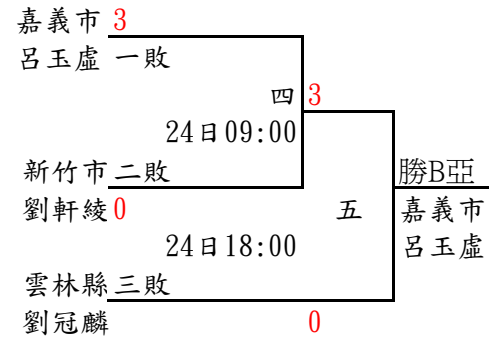 嘉義市 3
呂玉虛 一敗
四 3
24日09:00
新竹市 二敗
勝B亞
劉軒綾 0
五
嘉義市
24日18:00
呂玉虛
雲林縣 三敗
劉冠麟
0